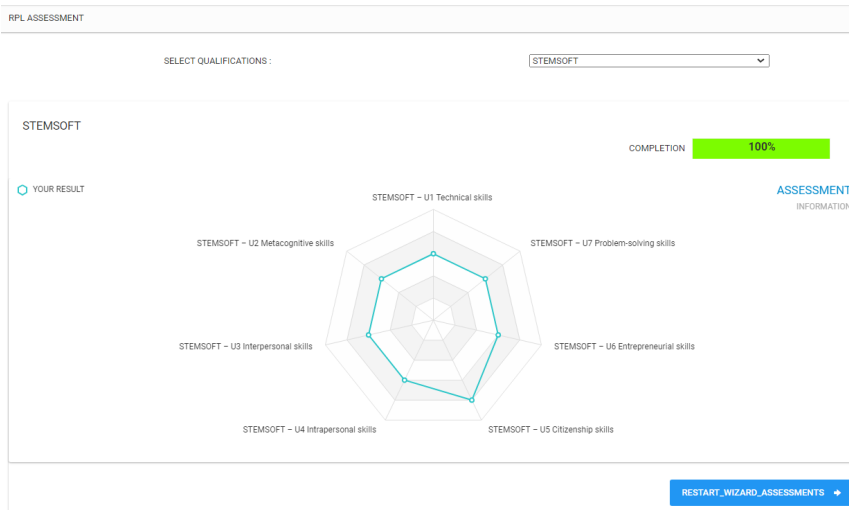 RPL ASSESSMENT
SELECT QUALIFICATIONS :
STEMSOFT
STEMSOFT
COMPLETION
100%
YOUR RESULT
ASSESSMENT
INFORMATION
STEMSOFT – U1 Technical skills
STEMSOFT – U2 Metacognitive skills
STEMSOFT – U7 Problem-solving skills
STEMSOFT – U3 Interpersonal skills
STEMSOFT – U6 Entrepreneurial skills
STEMSOFT – U4 Intrapersonal skills
STEMSOFT – U5 Citizenship skills
RESTART_WIZARD_ASSESSMENTS